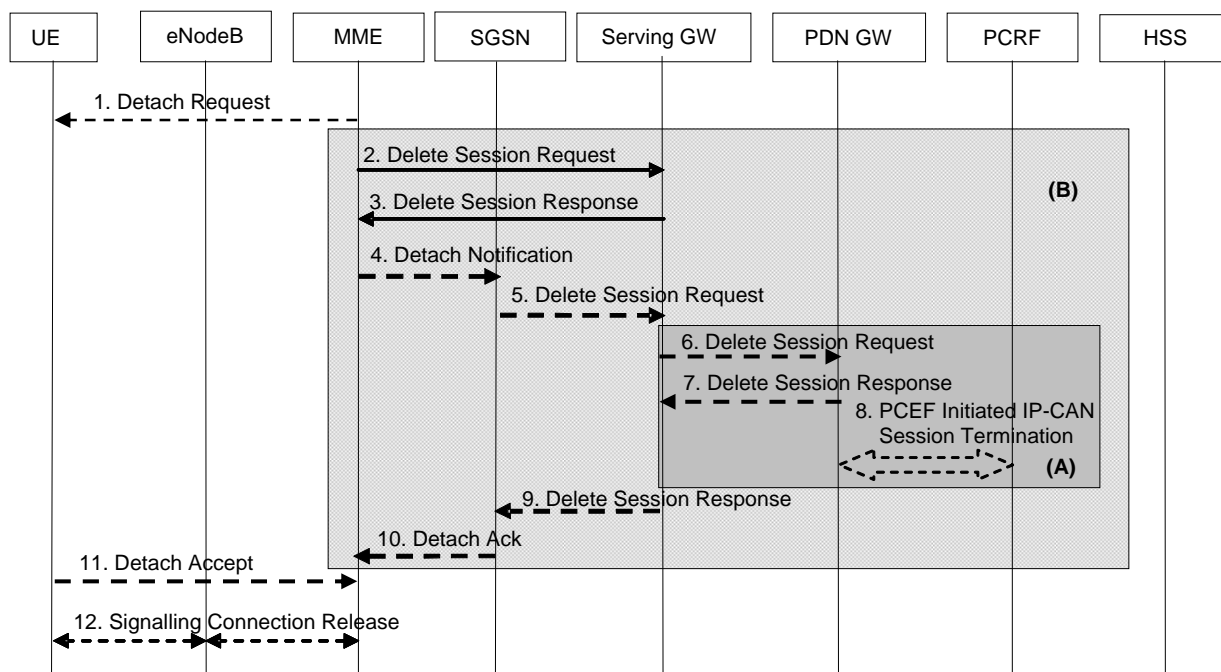 UE
eNodeB
MME
SGSN
Serving GW
PDN GW
PCRF
HSS
1. Detach Request
2. Delete Session Request
(B)
3. Delete Session Response
4. Detach Notification
5. Delete Session Request
6. Delete Session Request
7. Delete Session Response
8. PCEF Initiated IP-CAN
Session Termination
(A)
9. Delete Session Response
10. Detach Ack
11. Detach Accept
12. Signalling Connection Release